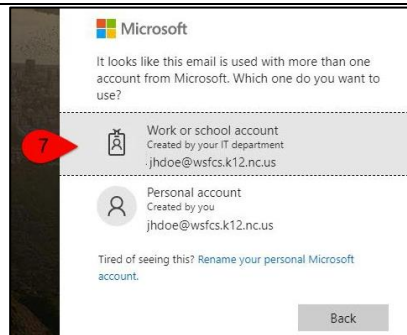 Microsoft
It looks like this email is used with more than one
account from Microsoft. Which one do you want to
use?
7
Work or school account
Created by your IT department
jhdoe@wsfcs.k12.nc.us
Personal account
Created by you
jhdoe@wsfcs.k12.nc.us
Tired of seeing this? Rename your personal Microsoft
account.
Back